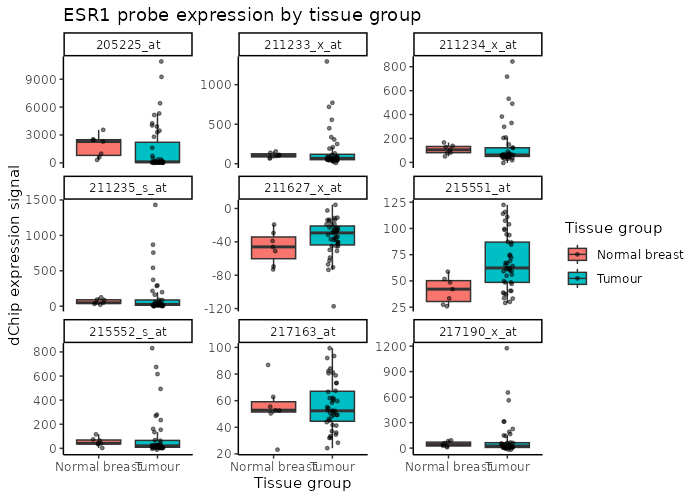 ESR1 probe expression by tissue group
205225_at
211233_x_at
211234_x_at
9000
6000
3000
0
1000
500
0
800
600
400
200
0
211235_s_at
211627_x_at
215551_at
1500
1000
500
0
0
-40
-80
-120
125
100
75
50
25
215552_s_at
217163_at
217190_x_at
800
600
400
200
0
100
80
60
40
20
1200
900
600
300
0
Normal breast
Tumour
Normal breast
Tumour
Normal breast
Tumour
Tissue group
dChip expression signal
Tissue group
Normal breast
Tumour